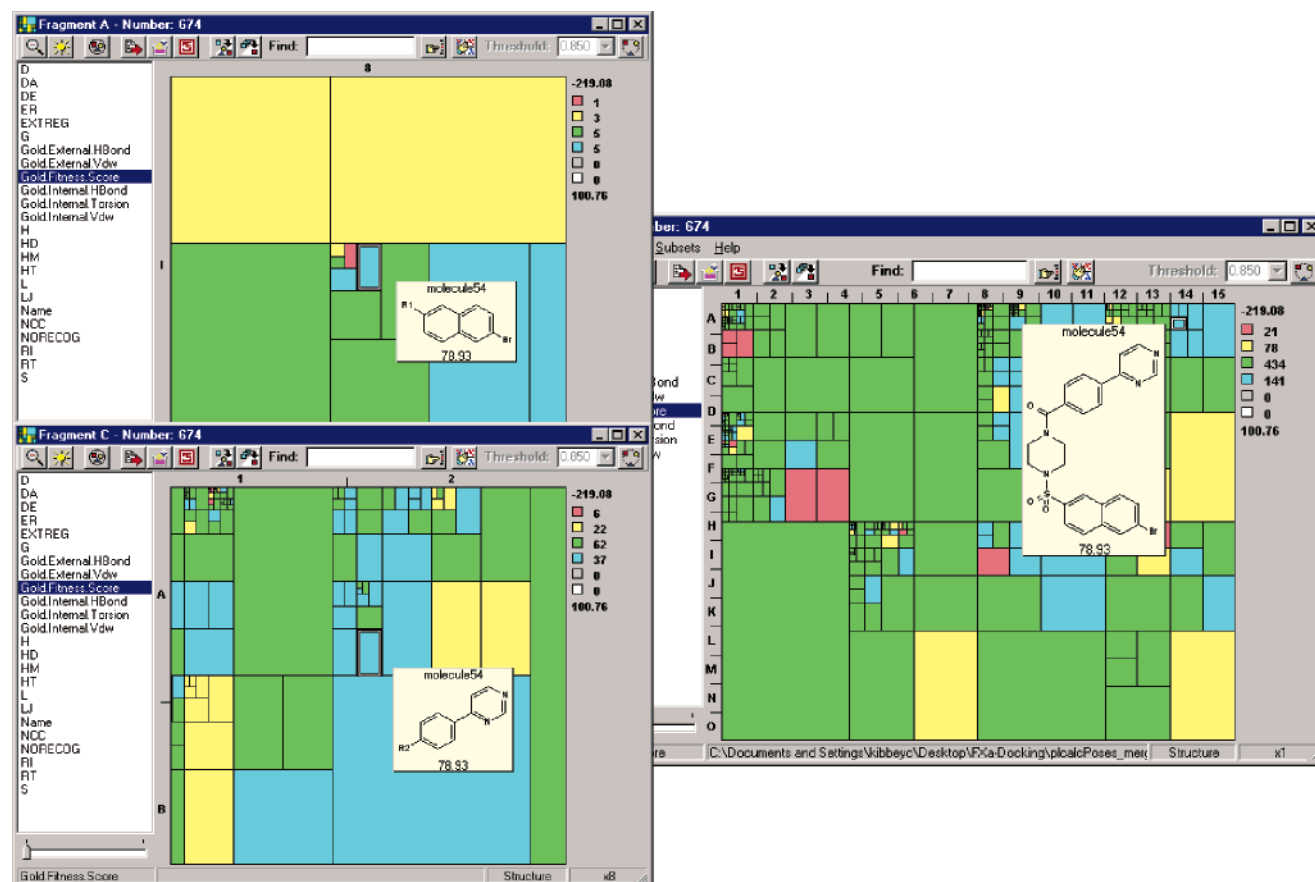 Fragment A - Number: 674
Find:
Threshold: 0.850
D
DA
DE
ER
EXTREG
G
Gold.External.HBond
Gold.External.Vdw
Gold.Fitness.Score
Gold.Internal.HBond
Gold.Internal.Torsion
Gold.Internal.Vdw
H
HD
HM
HT
L
LJ
Name
NCC
NORECOG
RI
RT
S
8
I
-219.08
1
3
5
5
0
0
100.76
molecule54
R1
Br
78.93
Fragment C - Number: 674
Find:
Threshold: 0.850
D
DA
DE
ER
EXTREG
G
Gold.External.HBond
Gold.External.Vdw
Gold.Fitness.Score
Gold.Internal.HBond
Gold.Internal.Torsion
Gold.Internal.Vdw
H
HD
HM
HT
L
LJ
Name
NCC
NORECOG
RI
RT
S
1 2
A
B
-219.08
6
22
62
37
0
0
100.76
molecule54
N
N
R2
78.93
Gold.Fitness.Score Structure x8
ber: 674
Subsets Help
Find:
Threshold: 0.850
Bond
w
ore
ond
sion
w
1 2 3 4 5 6 7 8 9 10 11 12 13 14 15
A
B
C
D
E
F
G
H
I
J
K
L
M
N
O
-219.08
21
78
434
141
0
0
100.76
molecule54
N
N
O
N
N
O S
O
Br
78.93
re C:\Documents and Settings\kibbeyc\Desktop\FXa-Docking\plcalcPoses_merg Structure x1